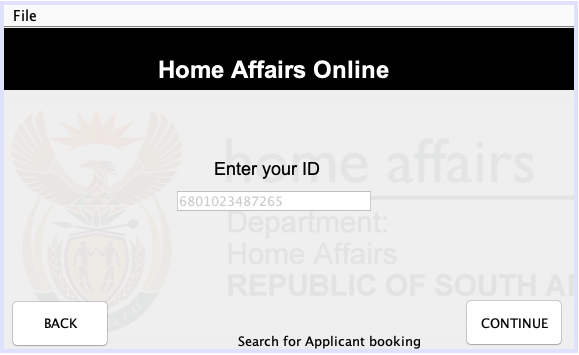 File
Home Affairs Online
home affairs
Enter your ID
6801023487265
Department:
Home Affairs
REPUBLIC OF SOUTH
BACK
CONTINUE
Search for Applicant booking